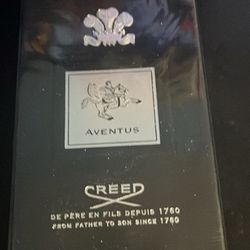 AVENTUS
CREED
DE PÈRE EN FILS DEPUIS 1760
FROM FATHER TO SON SINCE 1760